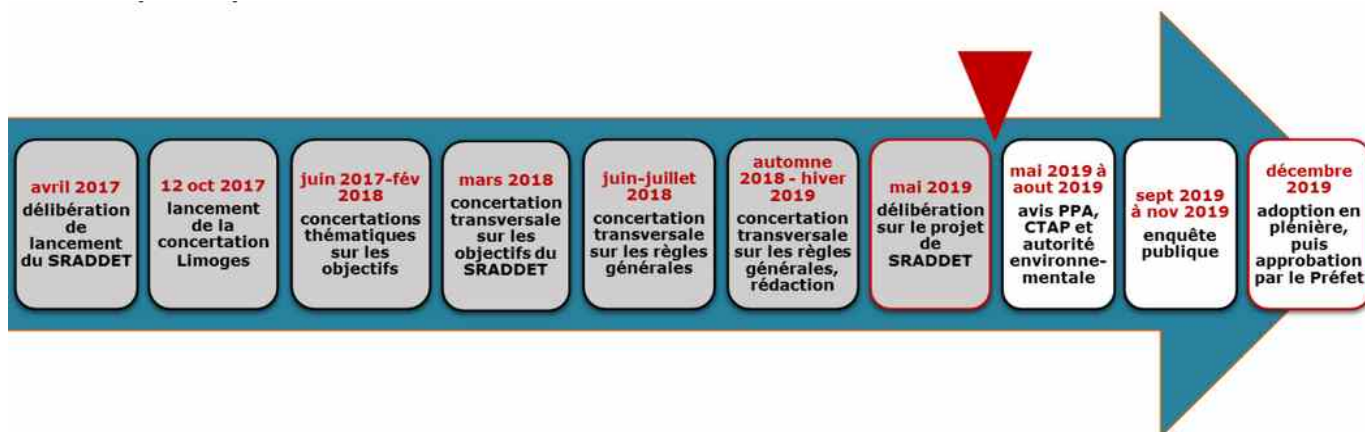 avril 2017
délibération
de
lancement
du SRADDET
12 oct 2017
lancement
de la
concertation
Limoges
juin 2017-fév
2018
concertations
thématiques
sur les
objectifs
mars 2018
concertation
transversale
sur les
objectifs du
SRADDET
juin-juillet
2018
concertation
transversale
sur les règles
générales
automne
2018 - hiver
2019
concertation
transversale
sur les règles
générales,
rédaction
mai 2019
délibération
sur le projet
de
SRADDET
mai 2019 à
aout 2019
avis PPA,
CTAP et
autorité
environne-
mentale
sept 2019
à nov 2019
enquête
publique
décembre
2019
adoption en
plénière,
puis
approbation
par le Préfet